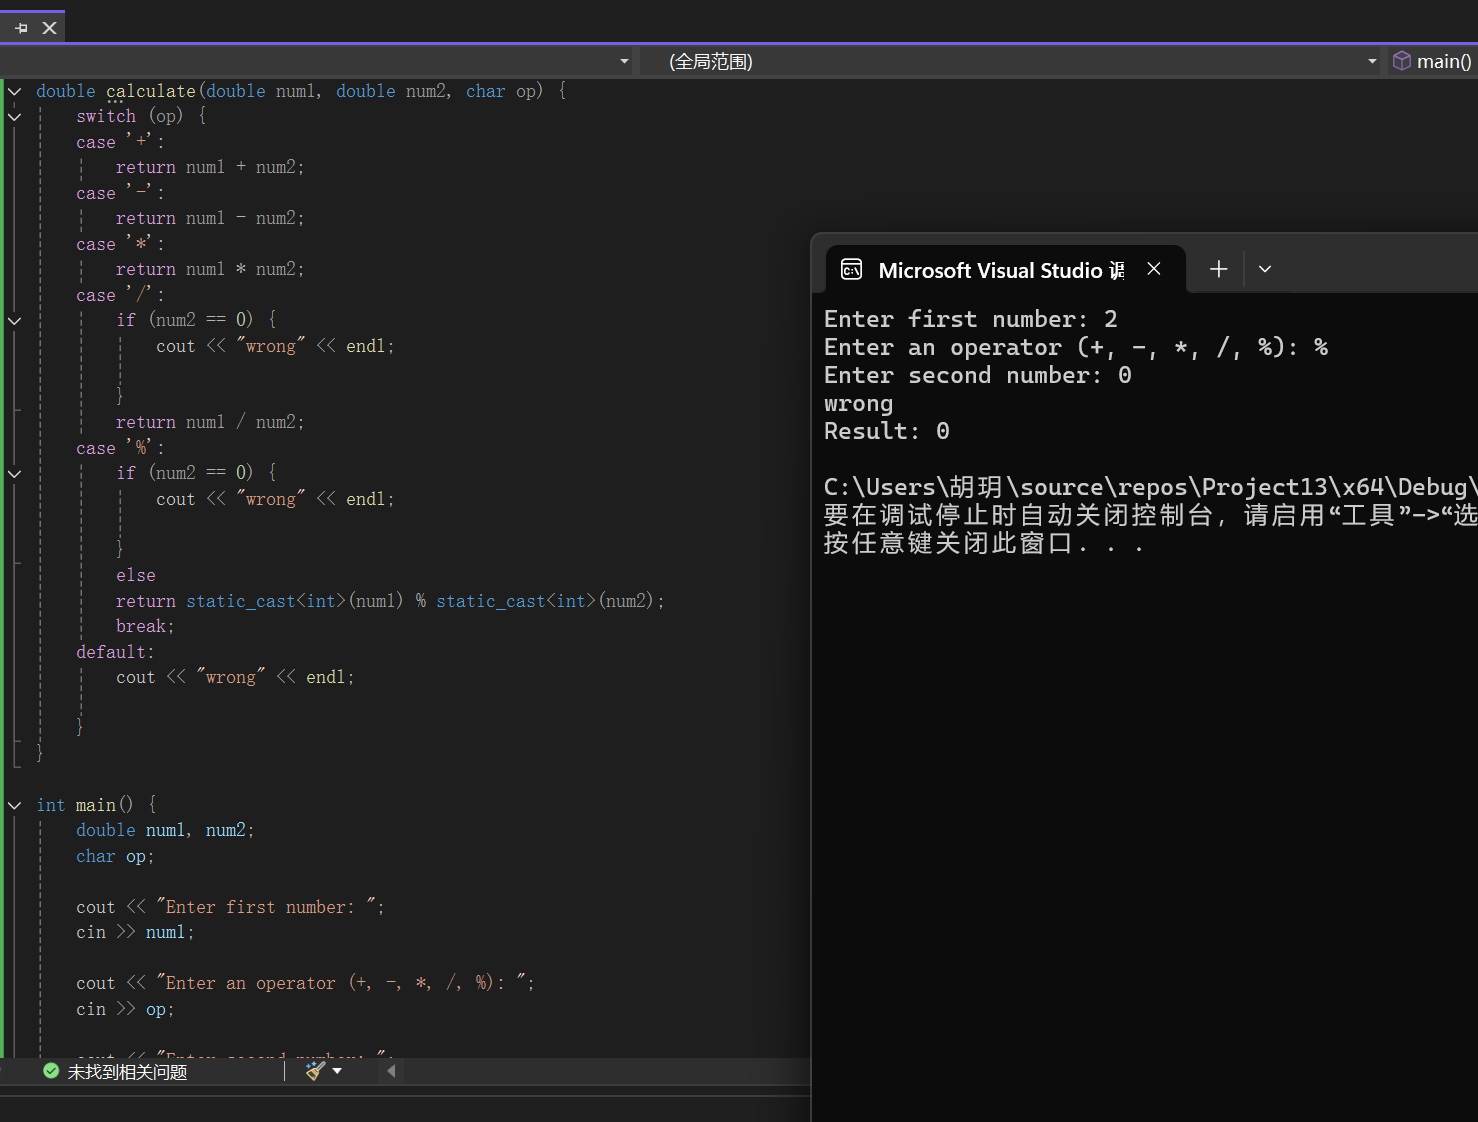 (全局范围)
main()
double calculate(double num1, double num2, char op) {
switch (op) {
case '+':
return num1 + num2;
case '-':
return num1 - num2;
case '*':
return num1 * num2;
case '/':
if (num2 == 0) {
cout << "wrong" << endl;
}
return num1 / num2;
case '%':
if (num2 == 0) {
cout << "wrong" << endl;
}
else
return static_cast<int>(num1) % static_cast<int>(num2);
break;
default:
cout << "wrong" << endl;
}
}
int main() {
double num1, num2;
char op;
cout << "Enter first number: ";
cin >> num1;
cout << "Enter an operator (+, -, *, /, %): ";
cin >> op;
cout << "Enter second number: ";
未找到相关问题
Microsoft Visual Studio 调
Enter first number: 2
Enter an operator (+, -, *, /, %): %
Enter second number: 0
wrong
Result: 0
C:\Users\胡玥\source\repos\Project13\x64\Debug\
要在调试停止时自动关闭控制台，请启用“工具”->“选
按任意键关闭此窗口. . .